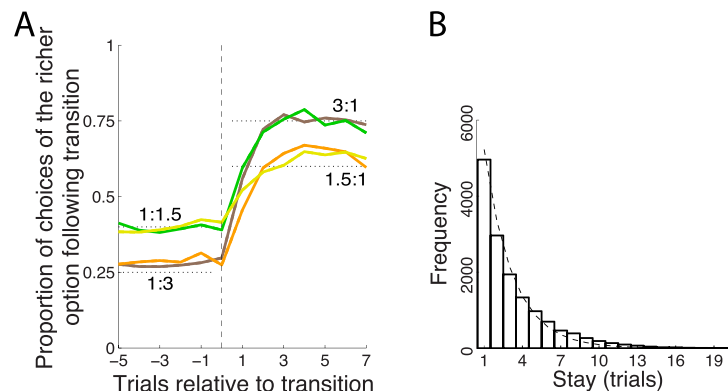 A
B
Proportion of choices of the richer
option following transition
1
0.75
0.5
0.25
0
3:1
1.5:1
1:1.5
1:3
-5 -3 -1 1 3 5 7
Trials relative to transition
Frequency
6000
4000
2000
0
1 4 7 10 13 16 19
Stay (trials)